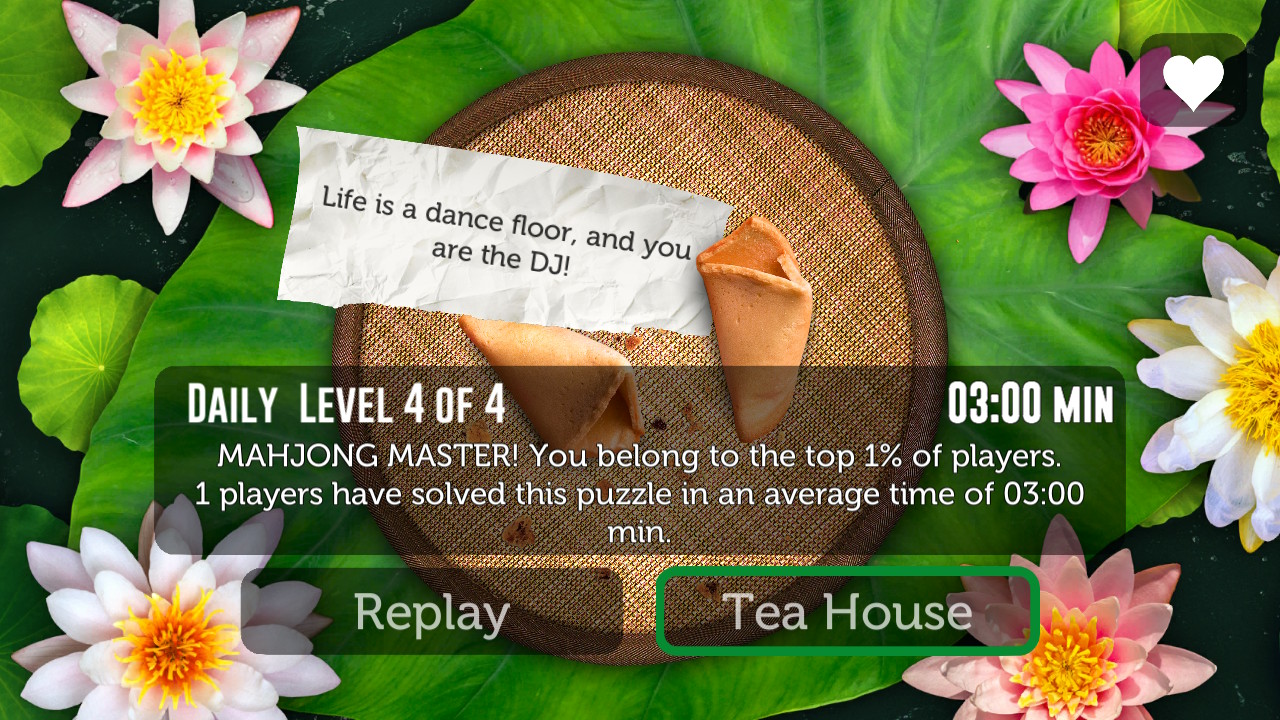 Life is a dance floor, and you
are the DJ!
DAILY LEVEL 4 OF 4
03:00 MIN
MAHJONG MASTER! You belong to the top 1% of players.
1 players have solved this puzzle in an average time of 03:00
min.
Replay
Tea House